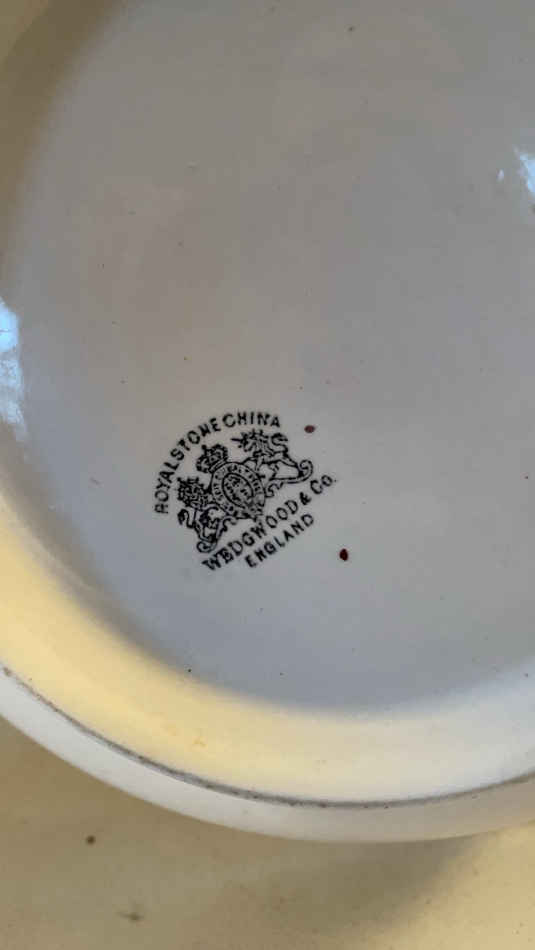 ROYAL STONE CHINA
WEDGWOOD & Co.
ENGLAND